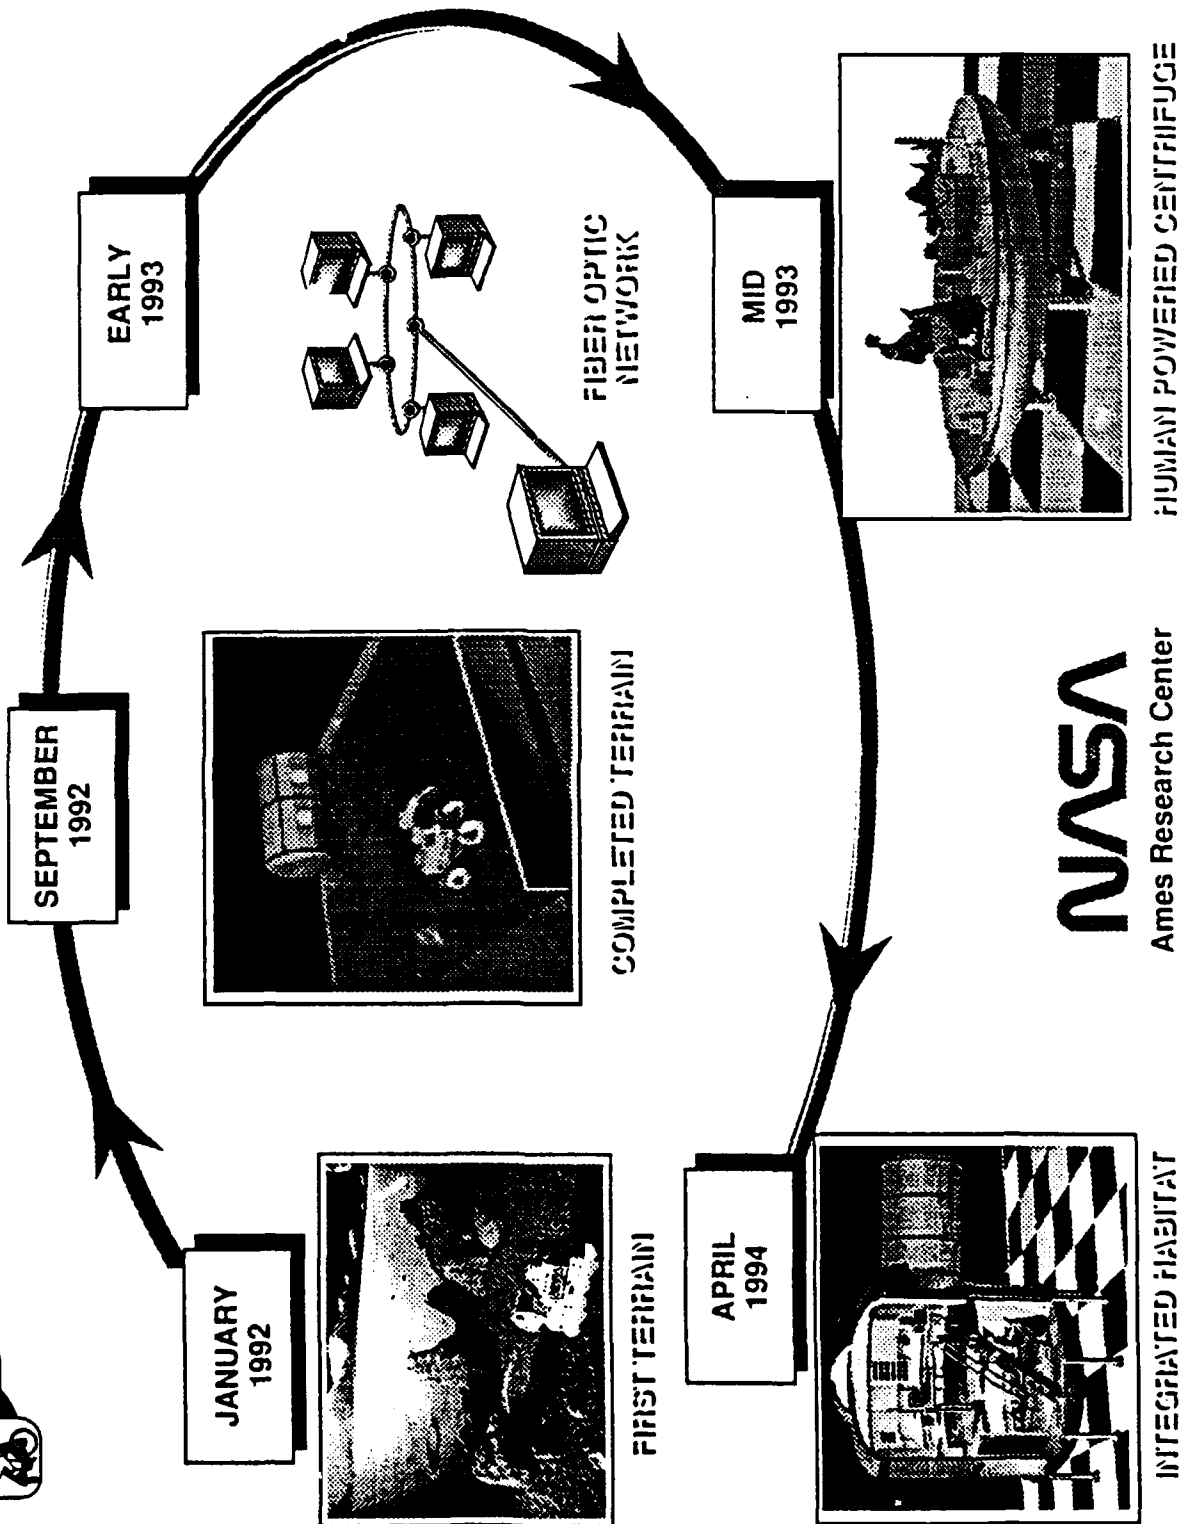 JANUARY
1992
FIRST TERRAIN
SEPTEMBER
1992
COMPLETED TERRAIN
EARLY
1993
FIBER OPTIC
NETWORK
MID
1993
HUMAN POWERED CENTRIFUGE
APRIL
1994
INTEGRATED HABITAT
NASA
Ames Research Center